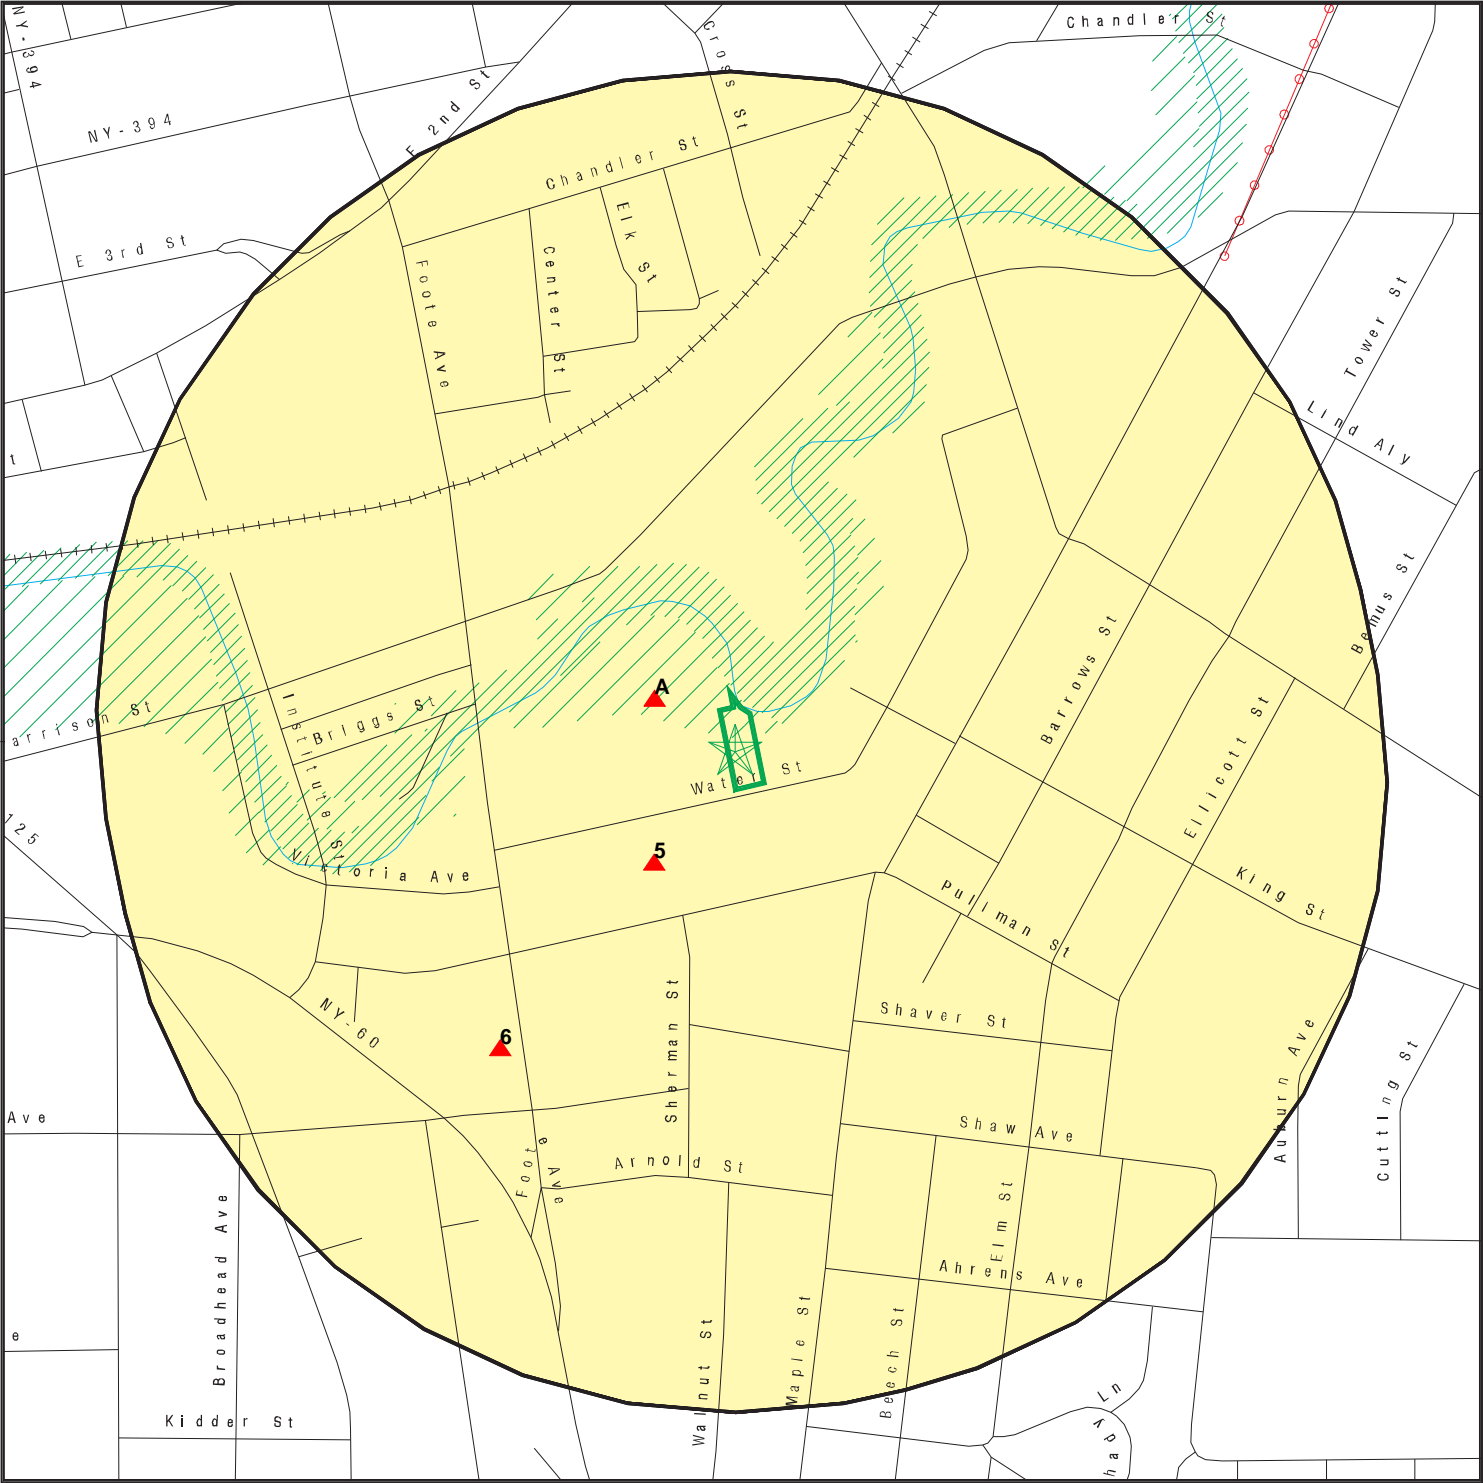 NY-394
Cross St
Chandler St
NY-394
E 2nd St
Chandler St
E 3rd St
Elk St
Center St
Foote Ave
Tower St
Lind Aly
t
Bemus St
Barrows St
A
Institute St
Briggs St
arrison St
Ellicott St
Water St
125
5
Victoria Ave
King St
Pullman St
Sherman St
Shaver St
NY-60
6
Auburn Ave
Cutting St
Ave
Shaw Ave
Foote Ave
Arnold St
Elm St
Broadhead Ave
Ahrens Ave
e
Walnut St
Maple St
Beech St
Ln
Kidder St
hady